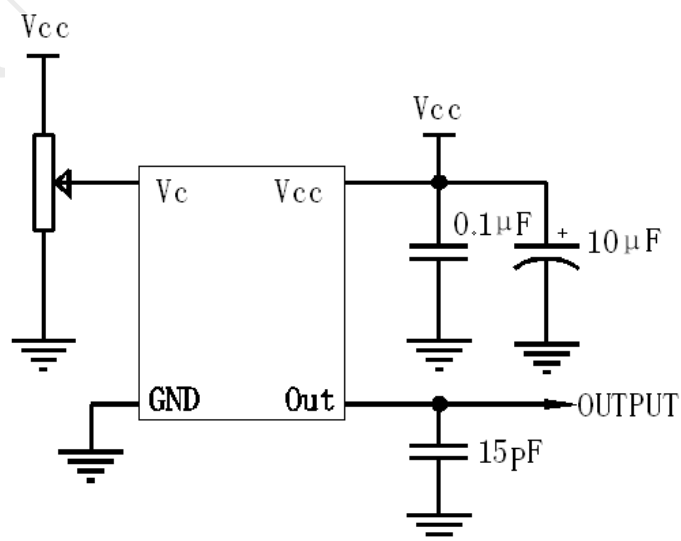 Vcc
Vcc
Vc
Vcc
0.1μF
+
10μF
GND
Out
OUTPUT
15pF